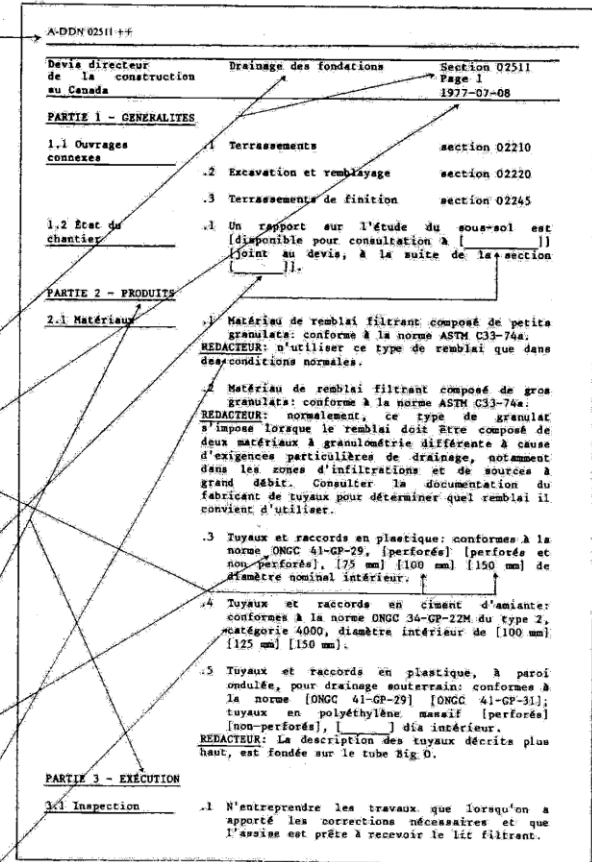 A-DDN 02511 ++
Devis directeur Drainage des fondations Section 02511
de la construction Page 1
au Canada 1977-07-08
PARTIE 1 - GENERALITES
1.1 Ouvrages .1 Terrassements section 02210
connexes
.2 Excavation et remblayage section 02220
.3 Terrassements de finition section 02245
1.2 État du .1 Un rapport sur l'étude du sous-sol est
chantier [disponible pour consultation à [________]]
[joint au devis, à la suite de la section
[______]].
PARTIE 2 - PRODUITS
2.1 Matériaux .1 Matériau de remblai filtrant composé de petits
granulats: conforme à la norme ASTM C33-74a.
REDACTEUR: n'utiliser ce type de remblai que dans
des conditions normales.
.2 Matériau de remblai filtrant composé de gros
granulats: conforme à la norme ASTM C33-74a.
REDACTEUR: normalement, ce type de granulat
s'impose lorsque le remblai doit être composé de
deux matériaux à granulométrie différente à cause
d'exigences particulières de drainage, notamment
dans les zones d'infiltrations et de sources à
grand débit. Consulter la documentation du
fabricant de tuyaux pour déterminer quel remblai il
convient d'utiliser.
.3 Tuyaux et raccords en plastique: conformes à la
norme ONGC 41-GP-29, [perforés] [perforés et
non perforés], [75 mm] [100 mm] [150 mm] de
diamètre nominal intérieur.
.4 Tuyaux et raccords en ciment d'amiante:
conformes à la norme ONGC 34-GP-22M du type 2,
catégorie 4000, diamètre intérieur de [100 mm]
[125 mm] [150 mm].
.5 Tuyaux et raccords en plastique, à paroi
ondulée, pour drainage souterrain: conformes à
la norme [ONGC 41-GP-29] [ONGC 41-GP-31];
tuyaux en polyéthylène massif [perforés]
[non-perforés], [______] dia intérieur.
REDACTEUR: La description des tuyaux décrits plus
haut, est fondée sur le tube Big O.
PARTIE 3 - EXÉCUTION
3.1 Inspection .1 N'entreprendre les travaux que lorsqu'on a
apporté les corrections nécessaires et que
l'assise est prête à recevoir le lit filtrant.